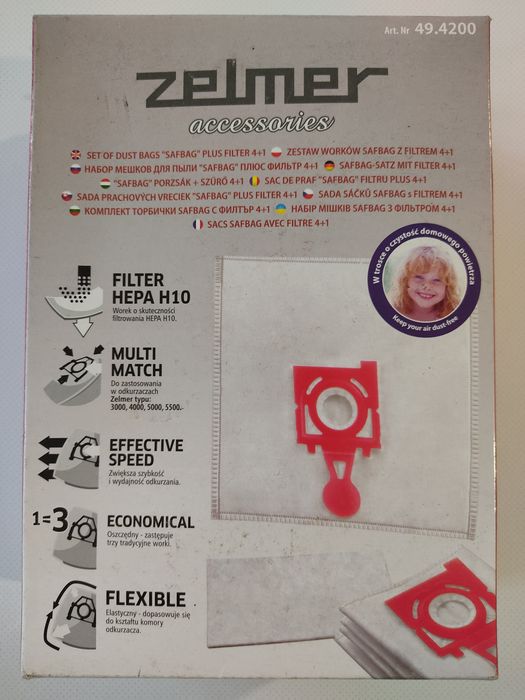 Art. Nr 49.4200
zelmer
accessories
SET OF DUST BAGS "SAFBAG" PLUS FILTER 4+1 ZESTAW WORKÓW SAFBAG Z FILTREM 4+1
НАБОР МЕШКОВ ДЛЯ ПЫЛИ "SAFBAG" ПЛЮС ФИЛЬТР 4+1 SAFBAG-SATZ MIT FILTER 4+1
"SAFBAG" PORZSÁK + SZŰRŐ 4+1 SAC DE PRAF "SAFBAG" FILTRU PLUS 4+1
SADA PRACHOVÝCH VRECIEK "SAFBAG" PLUS FILTER 4+1 SADA SÁČKŮ SAFBAG s FILTREM 4+1
КОМПЛЕКТ ТОРБИЧКИ SAFBAG С ФИЛТЪР 4+1 НАБІР МІШКІВ SAFBAG З ФІЛЬТРОМ 4+1
SACS SAFBAG AVEC FILTRE 4+1
W trosce o czystość domowego powietrza
Keep your air dust-free
FILTER
HEPA H10
Worek o skuteczności
filtrowania HEPA H10.
MULTI
MATCH
Do zastosowania
w odkurzaczach
Zelmer typu:
3000, 4000, 5000, 5500.-
EFFECTIVE
SPEED
Zwiększa szybkość
i wydajność odkurzania.
1=3
ECONOMICAL
Oszczędny - zastępuje
trzy tradycyjne worki.
FLEXIBLE
Elastyczny - dopasowuje się
do kształtu komory
odkurzacza.